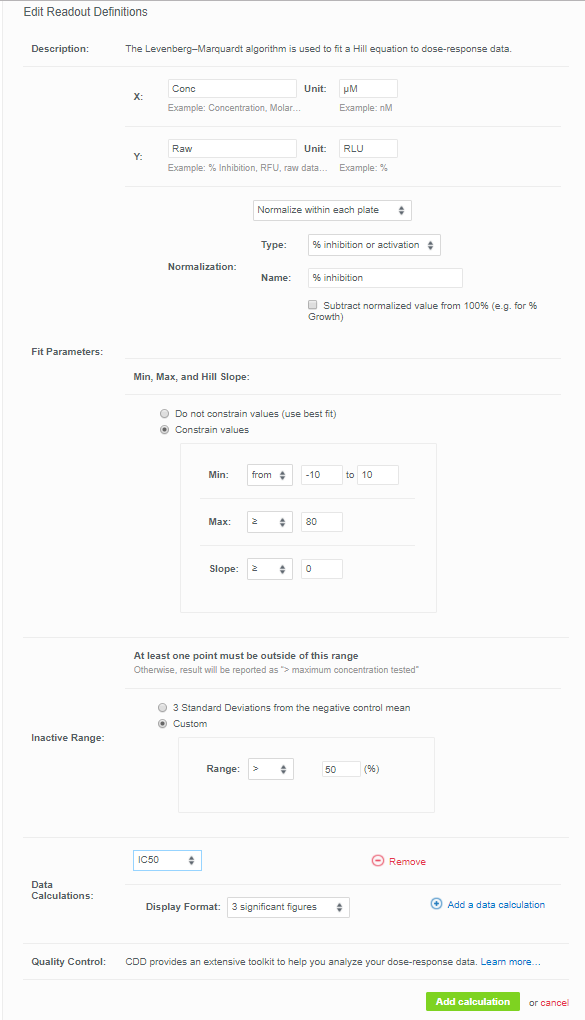 Edit Readout Definitions
Description: The Levenberg–Marquardt algorithm is used to fit a Hill equation to dose-response data.
X: Conc Unit: µM
Example: Concentration, Molar... Example: nM
Y: Raw Unit: RLU
Example: % Inhibition, RFU, raw data... Example: %
Normalize within each plate
Type: % inhibition or activation
Normalization:
Name: % inhibition
Subtract normalized value from 100% (e.g. for %
Growth)
Fit Parameters:
Min, Max, and Hill Slope:
Do not constrain values (use best fit)
Constrain values
Min: from -10 to 10
Max: ≥ 80
Slope: ≥ 0
At least one point must be outside of this range
Otherwise, result will be reported as "> maximum concentration tested"
3 Standard Deviations from the negative control mean
Custom
Inactive Range:
Range: > 50 (%)
IC50 Remove
Data
Calculations:
Display Format: 3 significant figures Add a data calculation
Quality Control: CDD provides an extensive toolkit to help you analyze your dose-response data. Learn more...
Add calculation or cancel